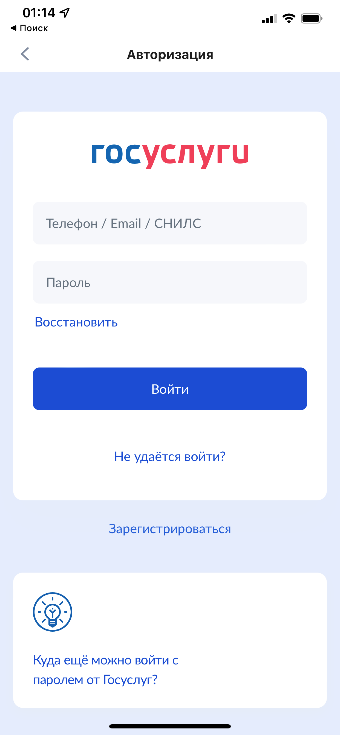 01:14
Поиск
Авторизация
госуслуги
Телефон / Email / СНИЛС
Пароль
Восстановить
Войти
Не удаётся войти?
Зарегистрироваться
Куда ещё можно войти с
паролем от Госуслуг?